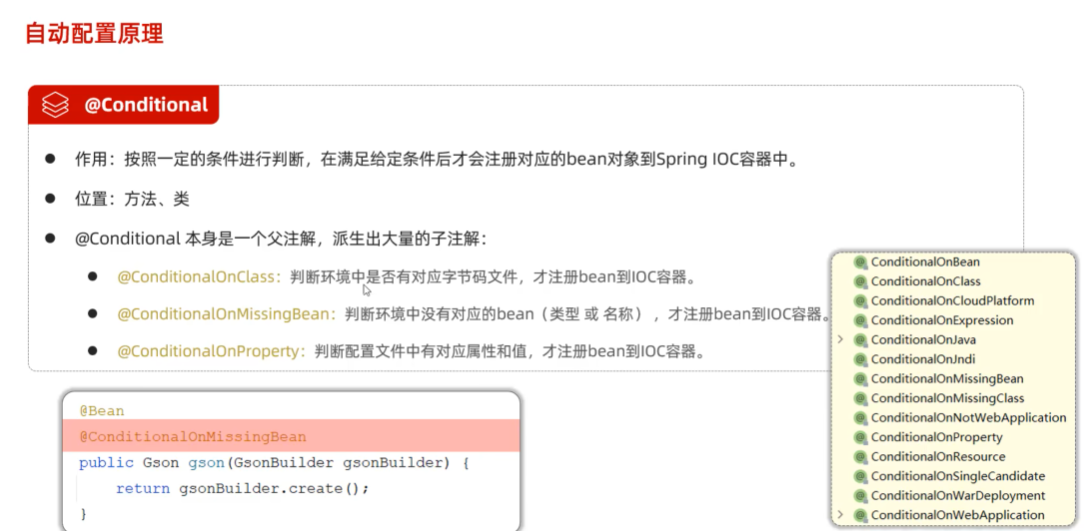 自动配置原理
@Conditional
作用：按照一定的条件进行判断，在满足给定条件后才会注册对应的bean对象到Spring IOC容器中。
位置：方法、类
@Conditional 本身是一个父注解，派生出大量的子注解：
@ConditionalOnClass：判断环境中是否有对应字节码文件，才注册bean到IOC容器。
@ConditionalOnMissingBean：判断环境中没有对应的bean（类型 或 名称），才注册bean到IOC容器。
@ConditionalOnProperty：判断配置文件中有对应属性和值，才注册bean到IOC容器。
@Bean
@ConditionalOnMissingBean
public Gson gson(GsonBuilder gsonBuilder) {
return gsonBuilder.create();
}
ConditionalOnBean
ConditionalOnClass
ConditionalOnCloudPlatform
ConditionalOnExpression
ConditionalOnJava
ConditionalOnJndi
ConditionalOnMissingBean
ConditionalOnMissingClass
ConditionalOnNotWebApplication
ConditionalOnProperty
ConditionalOnResource
ConditionalOnSingleCandidate
ConditionalOnWarDeployment
ConditionalOnWebApplication